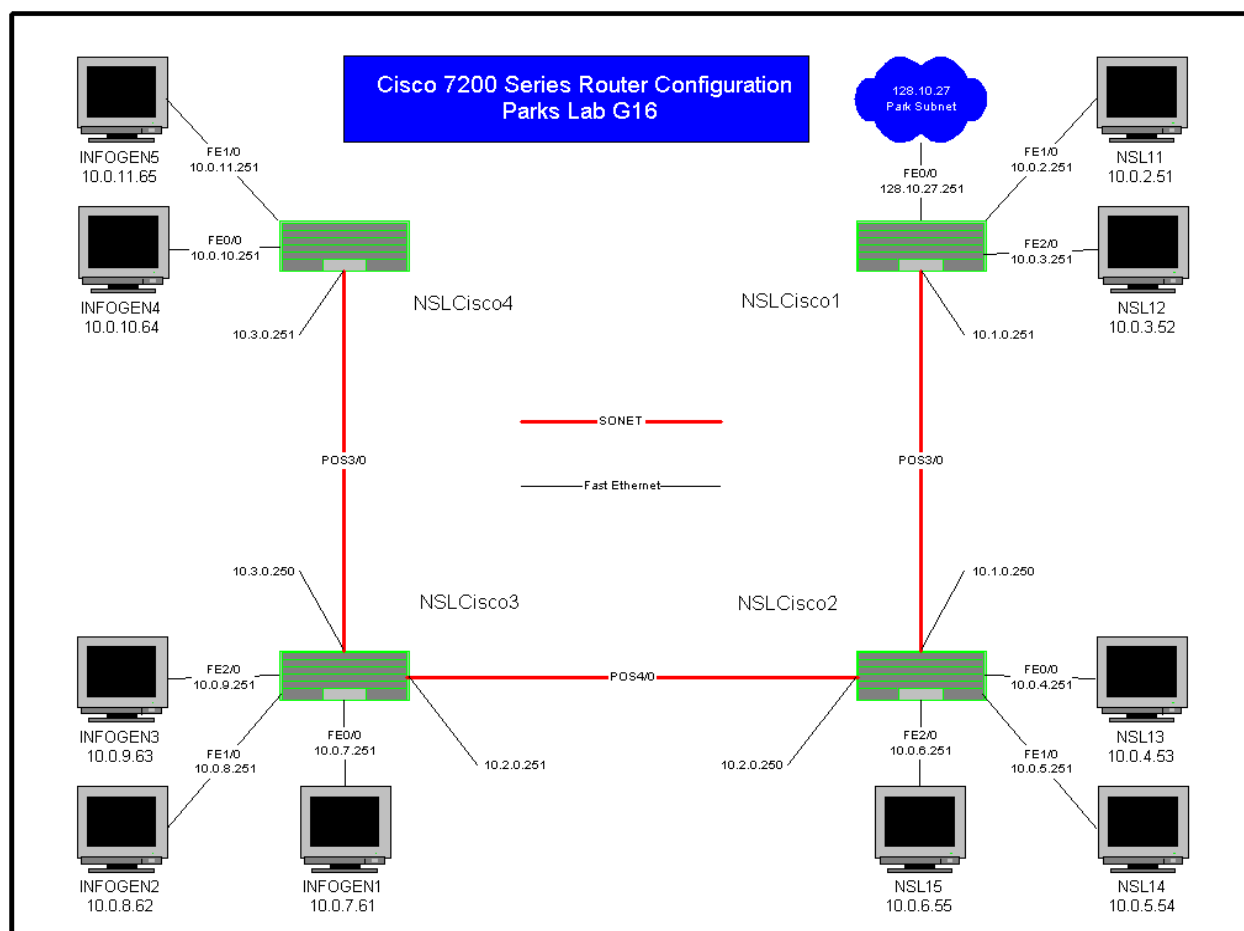 Cisco 7200 Series Router Configuration
Parks Lab G16
128.10.27
Park Subnet
INFOGEN5
10.0.11.65
FE1/0
10.0.11.251
FE0/0
128.10.27.251
FE1/0
10.0.2.251
NSL11
10.0.2.51
INFOGEN4
10.0.10.64
FE0/0
10.0.10.251
NSLCisco4
NSLCisco1
FE2/0
10.0.3.251
NSL12
10.0.3.52
10.3.0.251
10.1.0.251
SONET
POS3/0
POS3/0
Fast Ethernet
10.3.0.250
10.1.0.250
NSLCisco3
NSLCisco2
INFOGEN3
10.0.9.63
FE2/0
10.0.9.251
POS4/0
FE0/0
10.0.4.251
NSL13
10.0.4.53
FE1/0
10.0.8.251
FE0/0
10.0.7.251
10.2.0.251
10.2.0.250
FE2/0
10.0.6.251
FE1/0
10.0.5.251
INFOGEN2
10.0.8.62
INFOGEN1
10.0.7.61
NSL15
10.0.6.55
NSL14
10.0.5.54